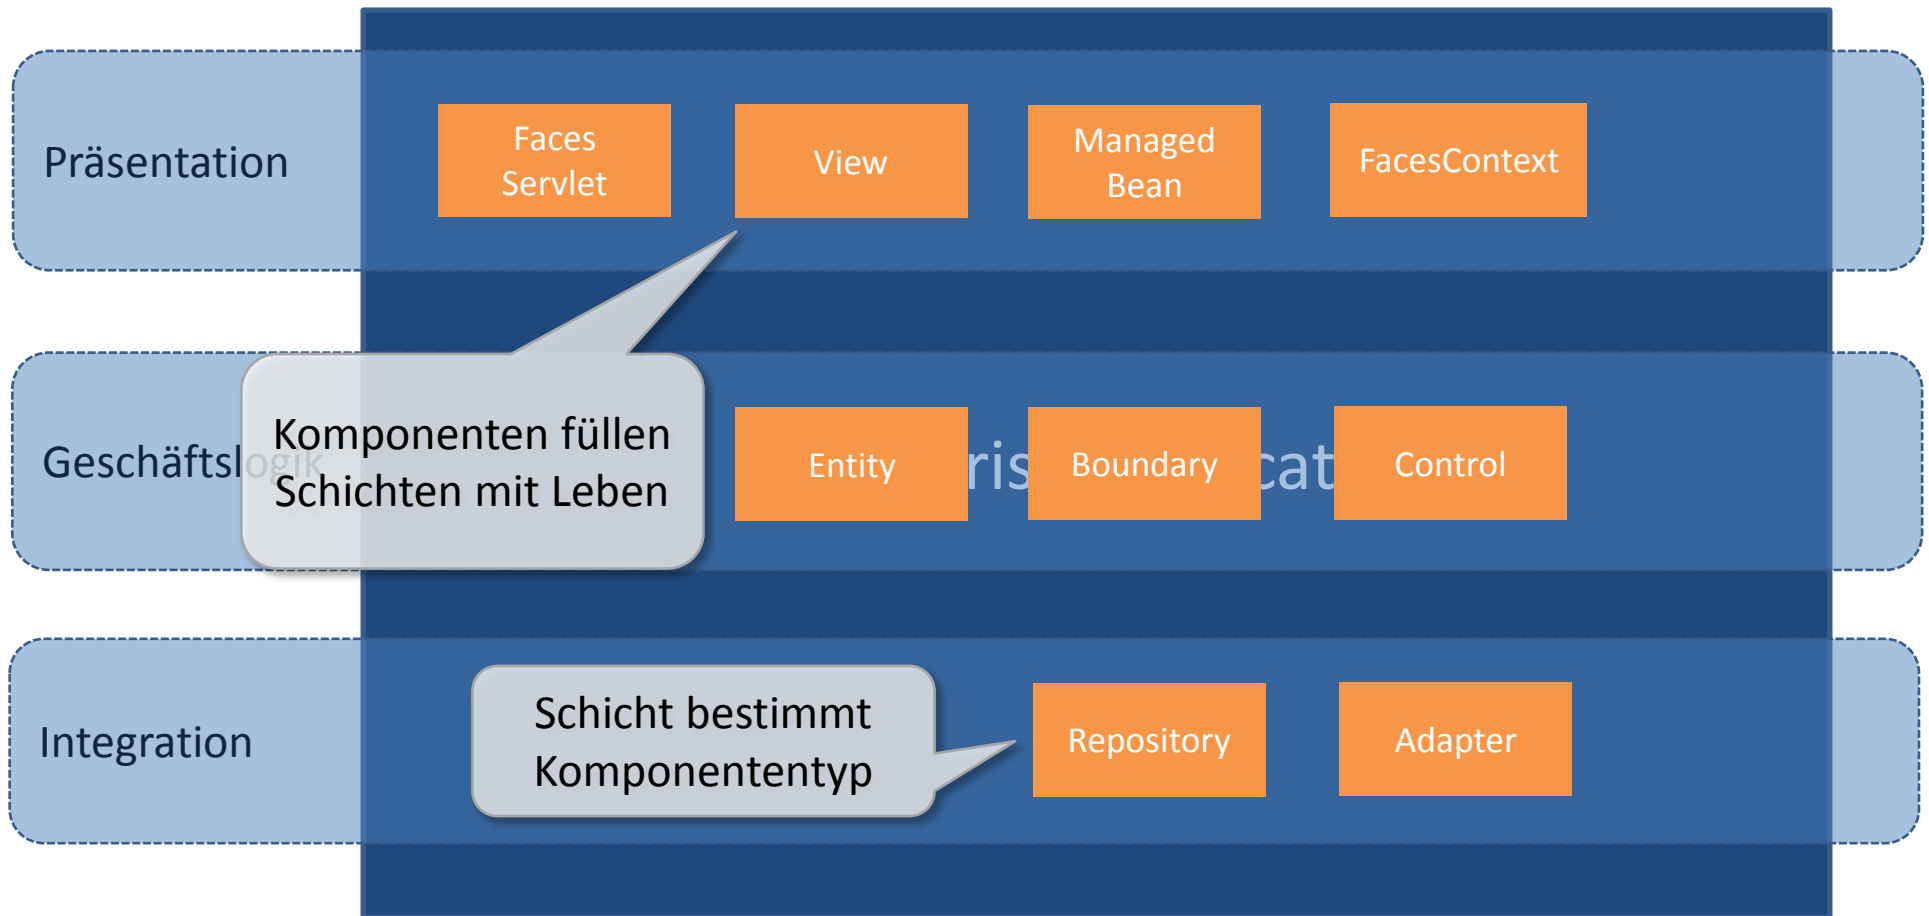 Präsentation
Faces
Servlet
View
Managed
Bean
FacesContext
Geschäftslogik
Komponenten füllen
Schichten mit Leben
Entity
Boundary
Control
Integration
Schicht bestimmt
Komponententyp
Repository
Adapter